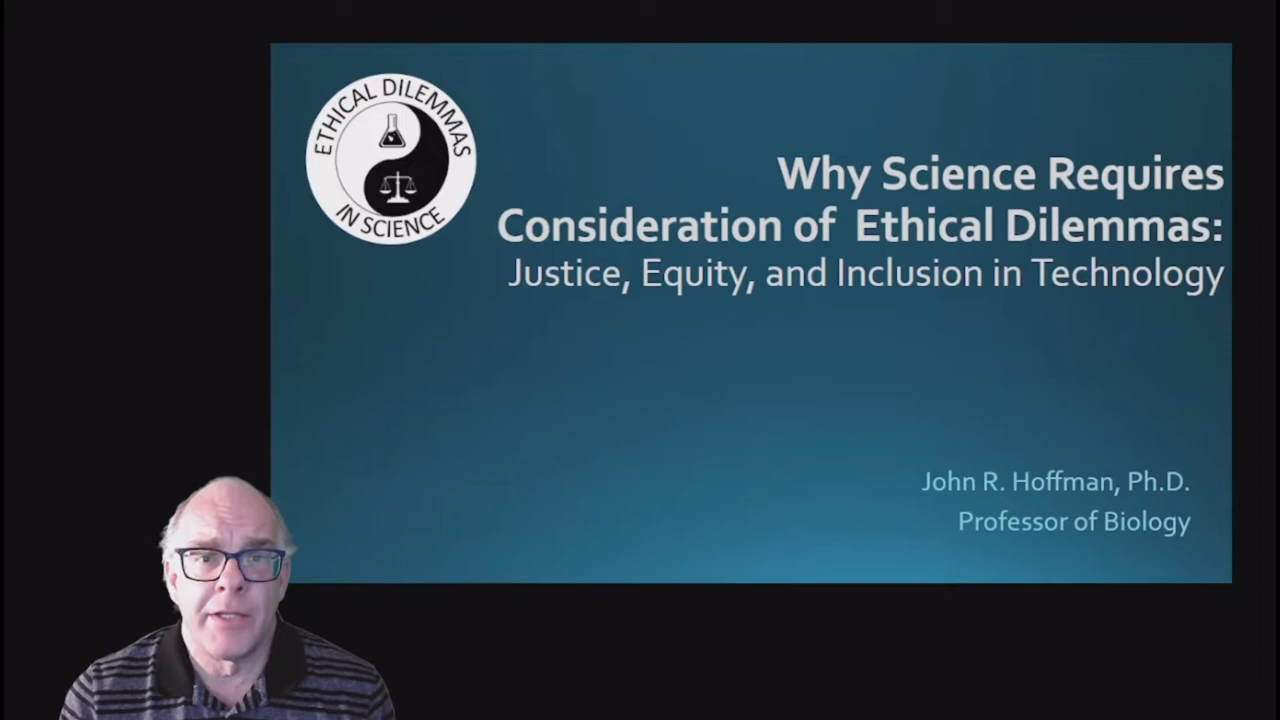 ETHICAL DILEMMAS
IN SCIENCE
Why Science Requires
Consideration of Ethical Dilemmas:
Justice, Equity, and Inclusion in Technology
John R. Hoffman, Ph.D.
Professor of Biology